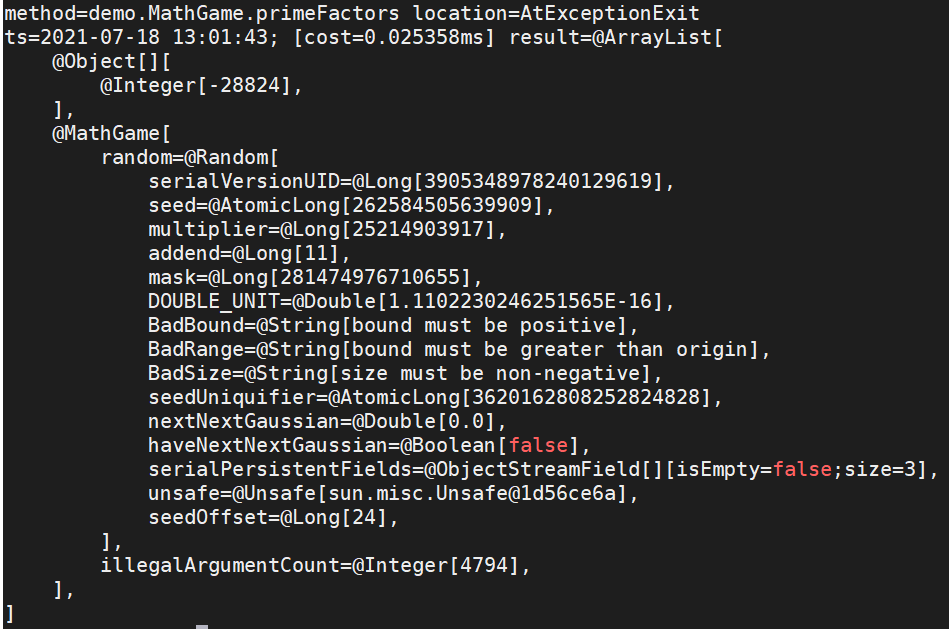 method=demo.MathGame.primeFactors location=AtExceptionExit
ts=2021-07-18 13:01:43; [cost=0.025358ms] result=@ArrayList[
    @Object[][
        @Integer[-28824],
    ],
    @MathGame[
        random=@Random[
            serialVersionUID=@Long[3905348978240129619],
            seed=@AtomicLong[262584505639909],
            multiplier=@Long[25214903917],
            addend=@Long[11],
            mask=@Long[281474976710655],
            DOUBLE_UNIT=@Double[1.1102230246251565E-16],
            BadBound=@String[bound must be positive],
            BadRange=@String[bound must be greater than origin],
            BadSize=@String[size must be non-negative],
            seedUniquifier=@AtomicLong[3620162808252824828],
            nextNextGaussian=@Double[0.0],
            haveNextNextGaussian=@Boolean[false],
            serialPersistentFields=@ObjectStreamField[][isEmpty=false;size=3],
            unsafe=@Unsafe[sun.misc.Unsafe@1d56ce6a],
            seedOffset=@Long[24],
        ],
        illegalArgumentCount=@Integer[4794],
    ],
]